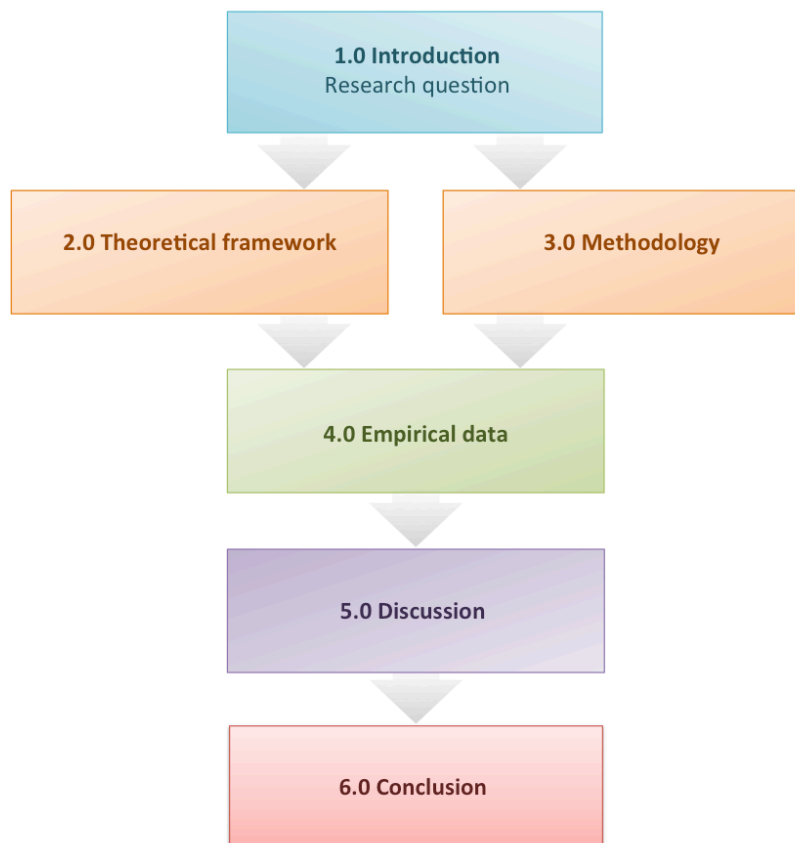 1.0 Introduction
Research question
2.0 Theoretical framework
3.0 Methodology
4.0 Empirical data
5.0 Discussion
6.0 Conclusion